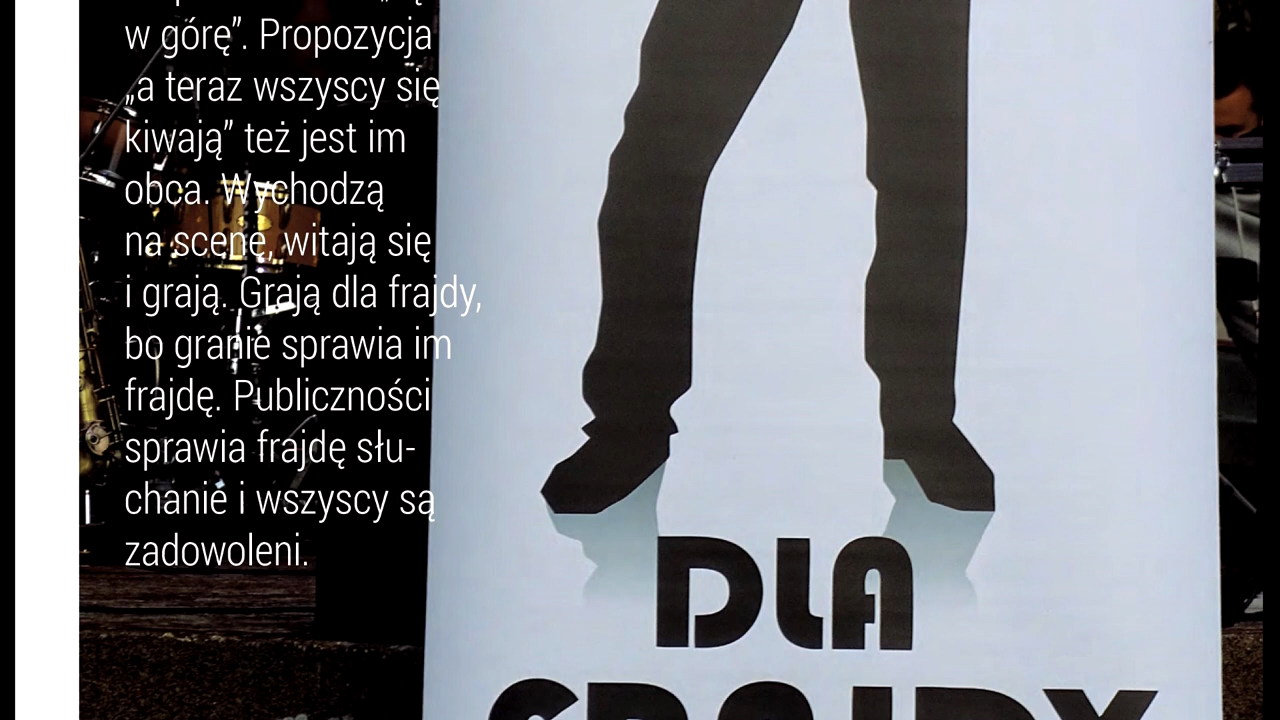 w górę”. Propozycja
„a teraz wszyscy się
kiwają” też jest im
obca. Wychodzą
na scenę, witają się
i grają. Grają dla frajdy,
bo granie sprawia im
frajdę. Publiczności
sprawia frajdę słu-
chanie i wszyscy są
zadowoleni.
DLA
FRAJDY